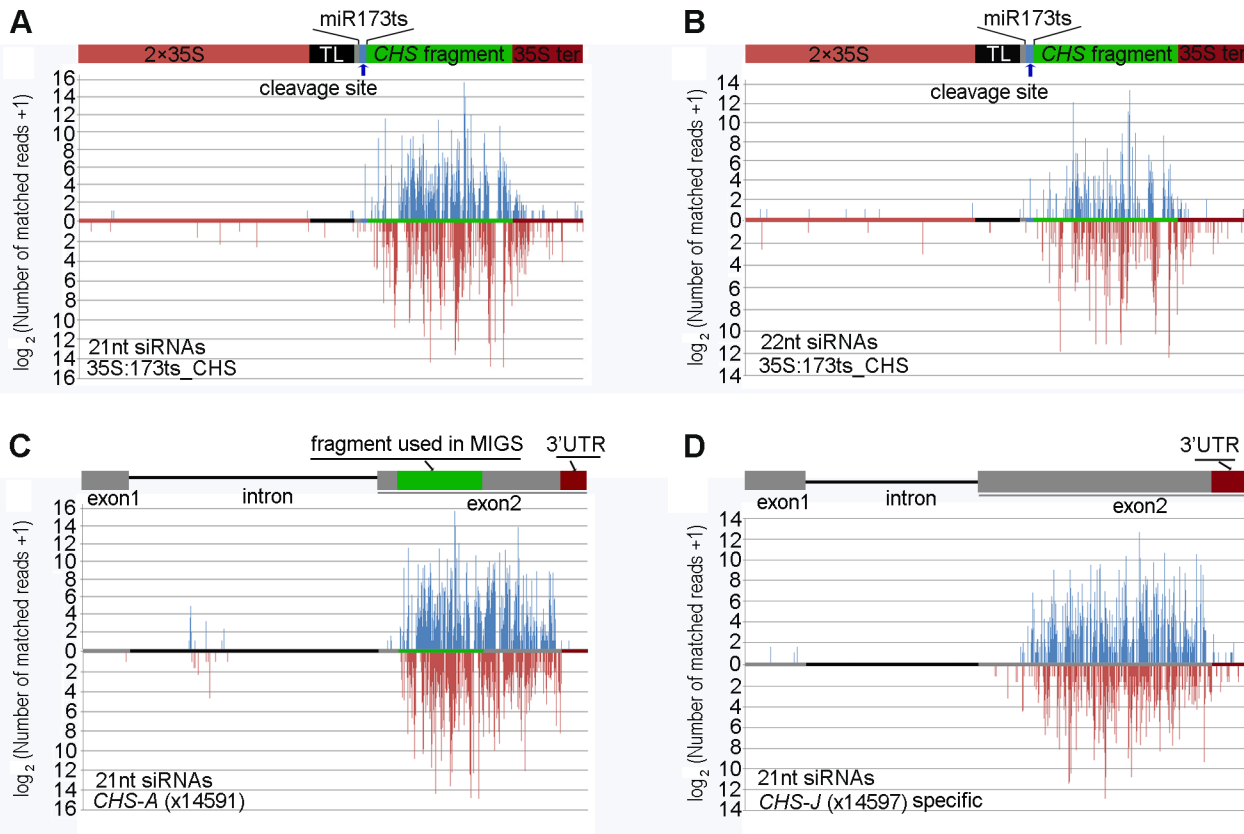 A
miR173ts
2×35S
TL
CHS fragment
35S ter
cleavage site
log2 (Number of matched reads +1)
16
14
12
10
8
6
4
2
0
2
4
6
8
10
12
14
16
21nt siRNAs
35S:173ts_CHS
B
miR173ts
2×35S
TL
CHS fragment
35S ter
cleavage site
log2 (Number of matched reads +1)
14
12
10
8
6
4
2
0
2
4
6
8
10
12
14
22nt siRNAs
35S:173ts_CHS
C
fragment used in MIGS
3'UTR
exon1
intron
exon2
log2 (Number of matched reads +1)
16
14
12
10
8
6
4
2
0
2
4
6
8
10
12
14
16
21nt siRNAs
CHS-A (x14591)
D
3'UTR
exon1
intron
exon2
log2 (Number of matched reads +1)
14
12
10
8
6
4
2
0
2
4
6
8
10
12
14
21nt siRNAs
CHS-J (x14597) specific